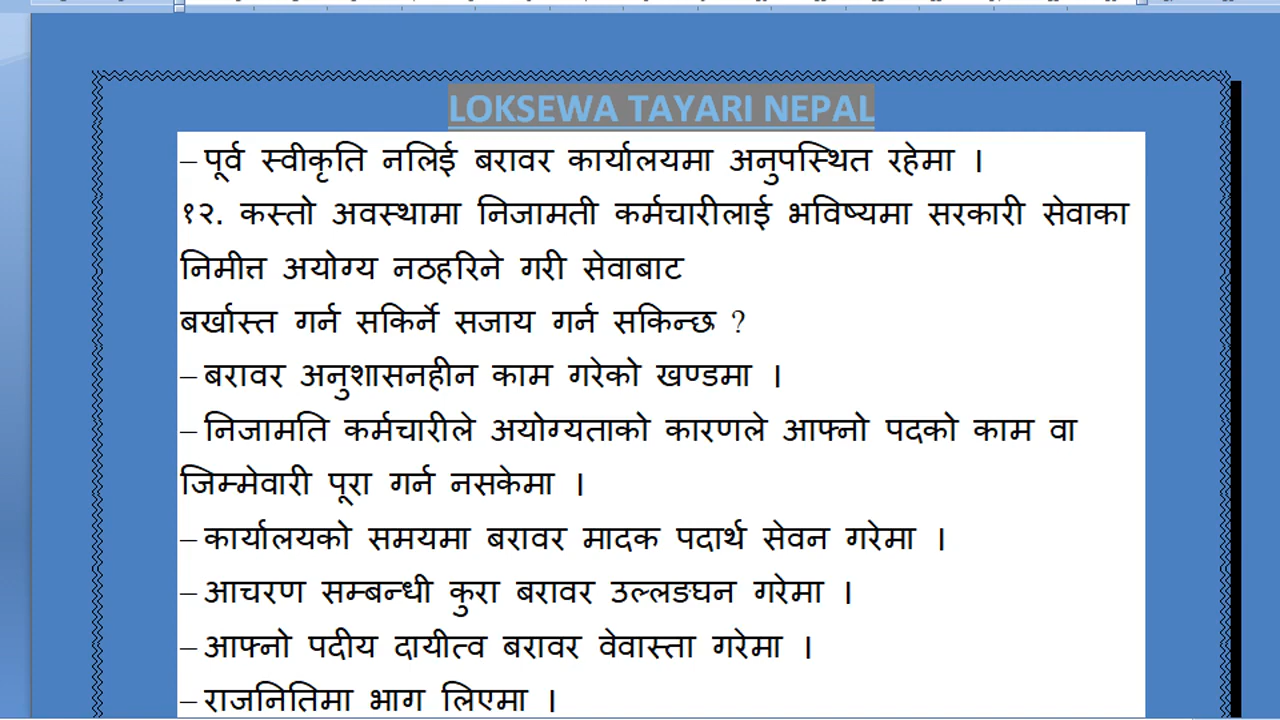 LOKSEWA TAYARI NEPAL
– पूर्व स्वीकृति नलिई बरावर कार्यालयमा अनुपस्थित रहेमा ।
१२. कस्तो अवस्थामा निजामती कर्मचारीलाई भविष्यमा सरकारी सेवाका
निमीत्त अयोग्य नठहरिने गरी सेवाबाट
बर्खास्त गर्न सकिर्ने सजाय गर्न सकिन्छ ?
– बरावर अनुशासनहीन काम गरेको खण्डमा ।
– निजामति कर्मचारीले अयोग्यताको कारणले आफ्नो पदको काम वा
जिम्मेवारी पूरा गर्न नसकेमा ।
– कार्यालयको समयमा बरावर मादक पदार्थ सेवन गरेमा ।
– आचरण सम्बन्धी कुरा बरावर उल्लङघन गरेमा ।
– आफ्नो पदीय दायीत्व बरावर वेवास्ता गरेमा ।
– राजनितिमा भाग लिएमा ।